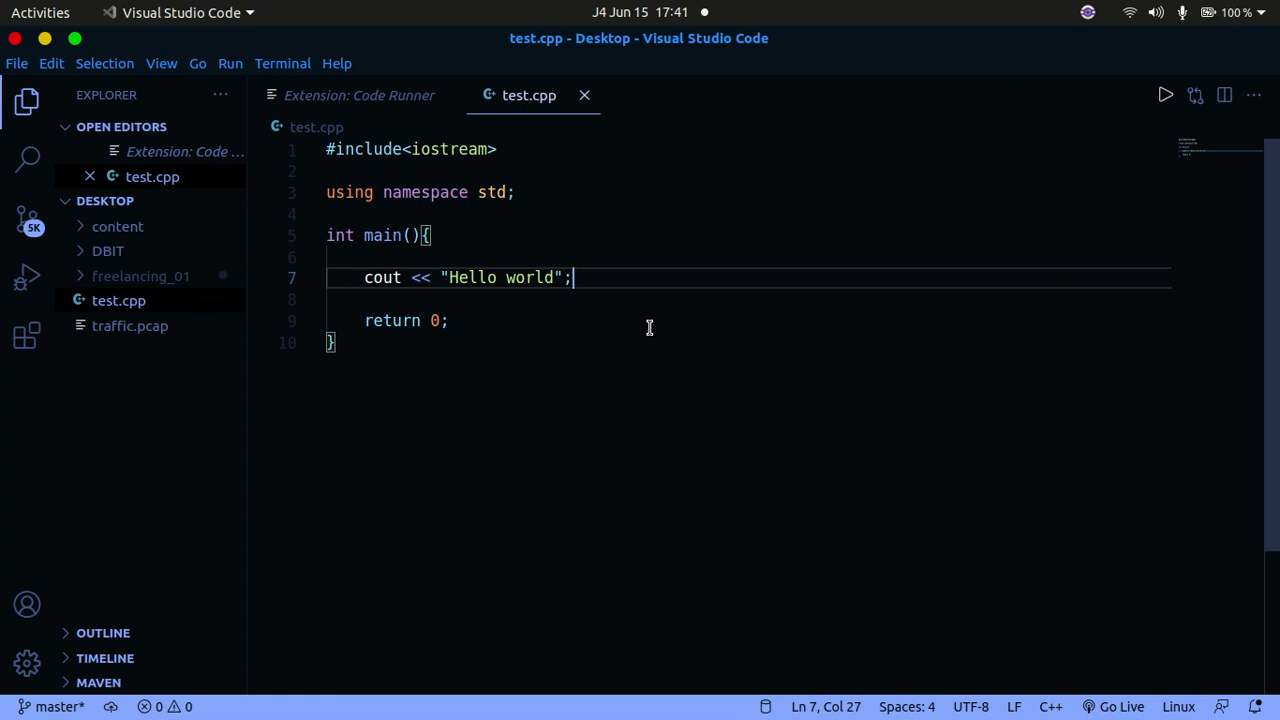 Activities
Visual Studio Code
J4 Jun 15 17:41
100 %
test.cpp - Desktop - Visual Studio Code
File Edit Selection View Go Run Terminal Help
EXPLORER
Extension: Code Runner
test.cpp
OPEN EDITORS
Extension: Code ...
test.cpp
DESKTOP
content
DBIT
freelancing_01
test.cpp
traffic.pcap
5K
OUTLINE
TIMELINE
MAVEN
test.cpp
1 #include<iostream>
2
3 using namespace std;
4
5 int main(){
6
7 cout << "Hello world";
8
9 return 0;
10 }
master* 0 0
Ln 7, Col 27 Spaces: 4 UTF-8 LF C++ Go Live Linux